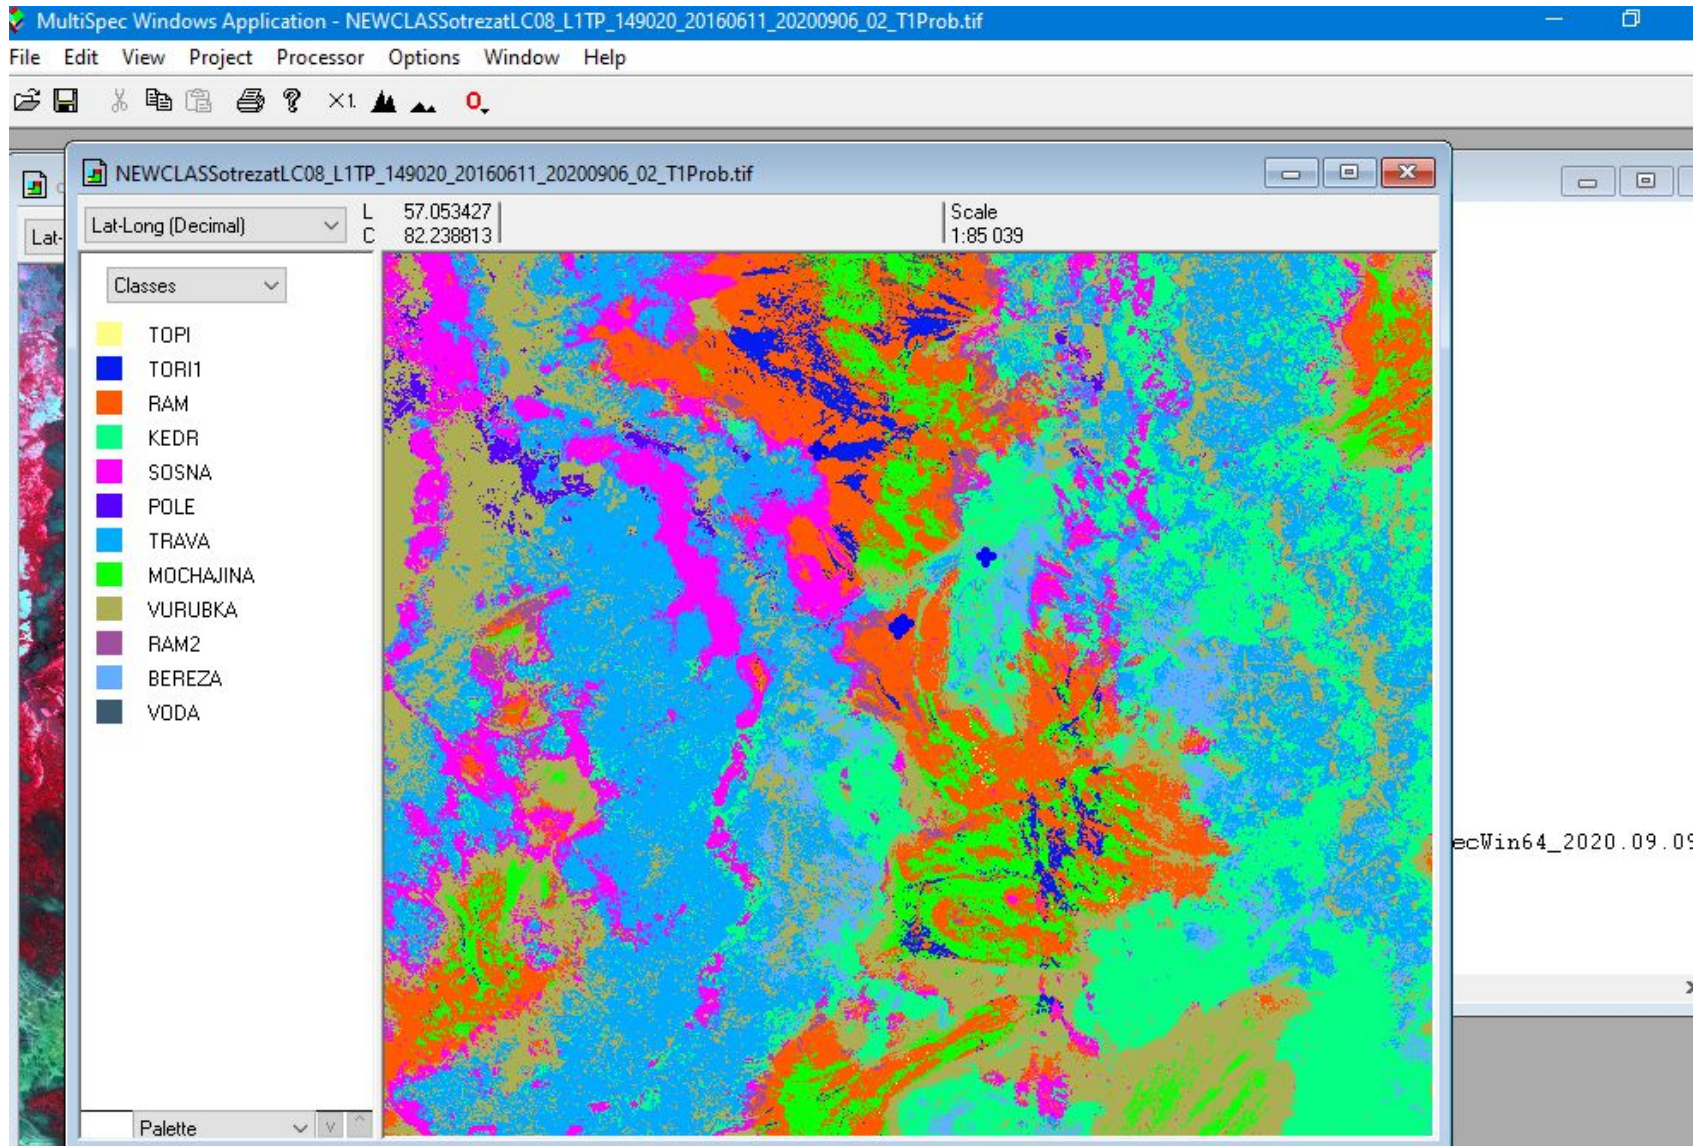 MultiSpec Windows Application - NEWCLASSotrezatLC08_L1TP_149020_20160611_20200906_02_T1Prob.tif
File Edit View Project Processor Options Window Help
×1. 0.
NEWCLASSotrezatLC08_L1TP_149020_20160611_20200906_02_T1Prob.tif
Lat-Long (Decimal)
L 57.053427
C 82.238813
Scale
1:85 039
Lat-
Classes
TOPI
TORI1
RAM
KEDR
SOSNA
POLE
TRAVA
MOCHAJINA
VURUBKA
RAM2
BEREZA
VODA
ecWin64_2020.09.09
Palette